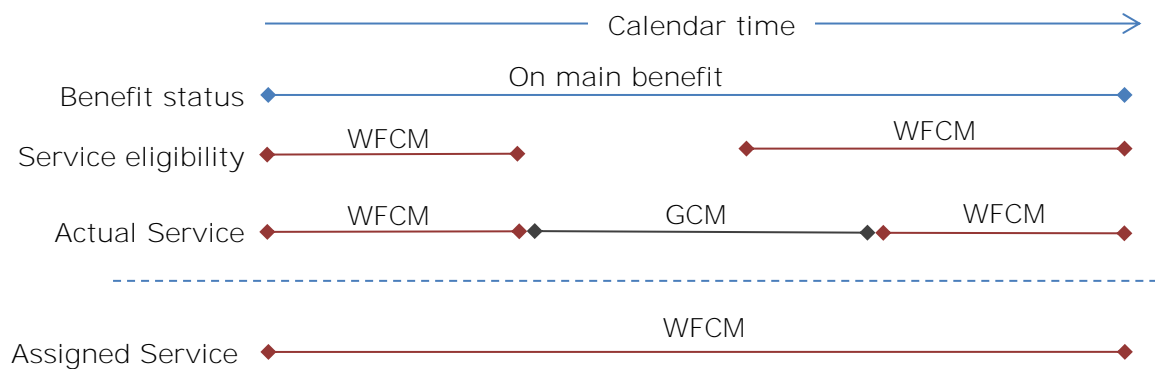 Calendar time
On main benefit
Benefit status
WFCM WFCM
Service eligibility
WFCM GCM WFCM
Actual Service
WFCM
Assigned Service